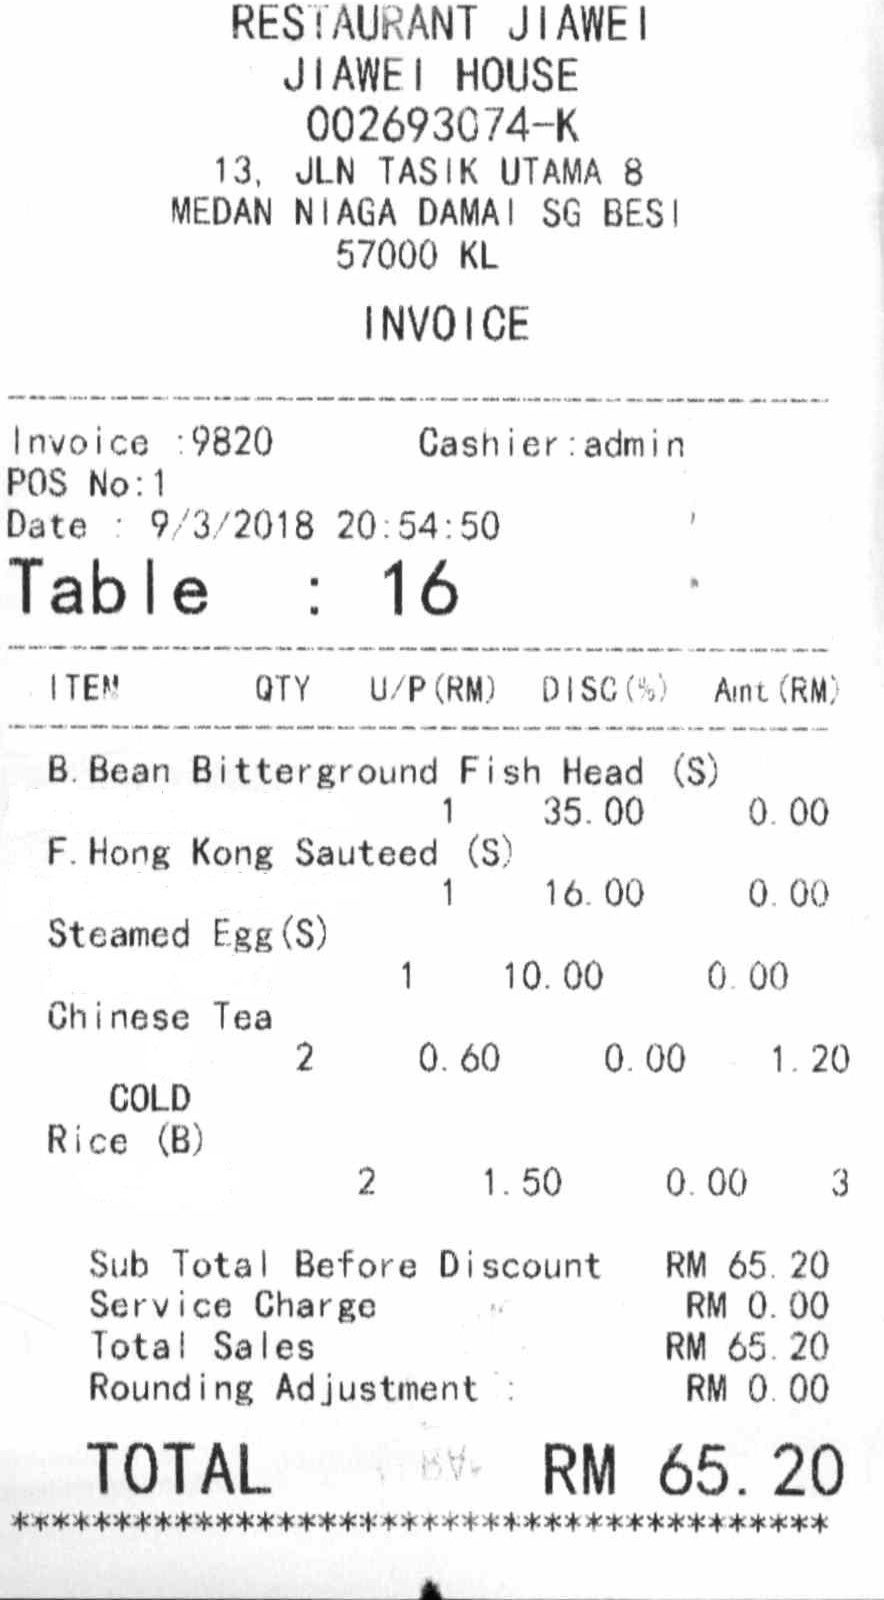 RESTAURANT JIAWEI
JIAWEI HOUSE
002693074-K
13, JLN TASIK UTAMA 8
MEDAN NIAGA DAMAI SG BESI
57000 KL
INVOICE
Invoice :9820 Cashier:admin
POS No:1
Date : 9/3/2018 20:54:50
Table : 16
ITEM QTY U/P(RM) DISC(%) Amt(RM)
B.Bean Bitterground Fish Head (S)
1 35.00 0.00
F.Hong Kong Sauteed (S)
1 16.00 0.00
Steamed Egg(S)
1 10.00 0.00
Chinese Tea
2 0.60 0.00 1.20
COLD
Rice (B)
2 1.50 0.00 3
Sub Total Before Discount RM 65.20
Service Charge RM 0.00
Total Sales RM 65.20
Rounding Adjustment : RM 0.00
TOTAL RM 65.20
****************************************